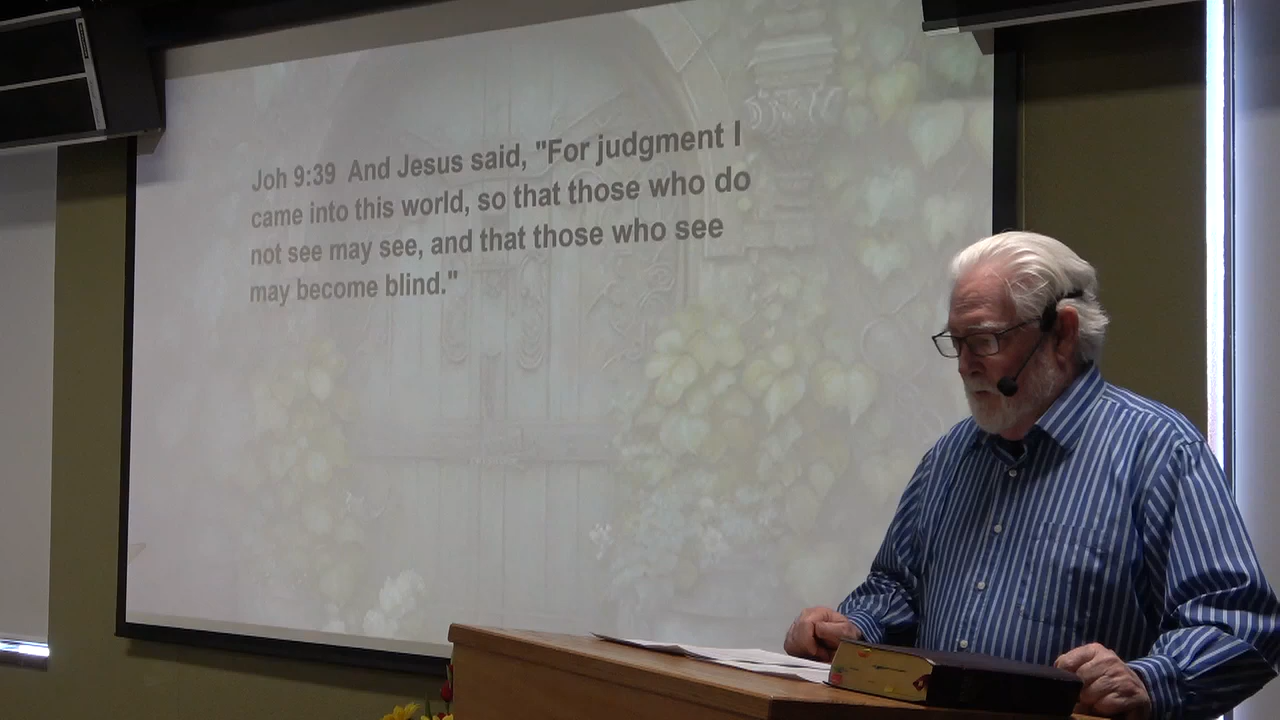 Joh 9:39  And Jesus said, "For judgment I
came into this world, so that those who do
not see may see, and that those who see
may become blind."